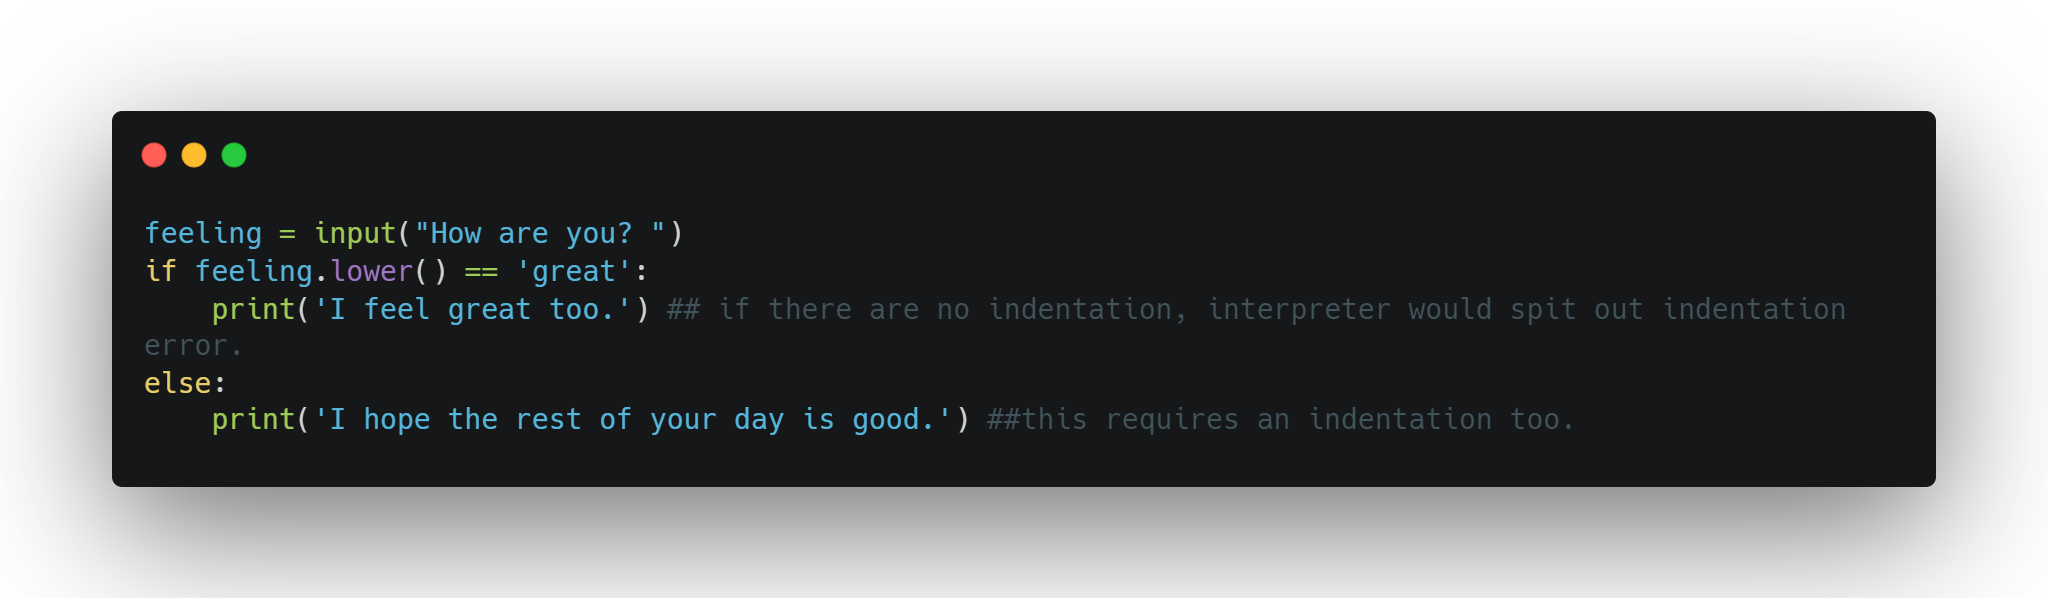 feeling = input("How are you? ")
if feeling.lower() == 'great':
    print('I feel great too.') ## if there are no indentation, interpreter would spit out indentation
error.
else:
    print('I hope the rest of your day is good.') ##this requires an indentation too.